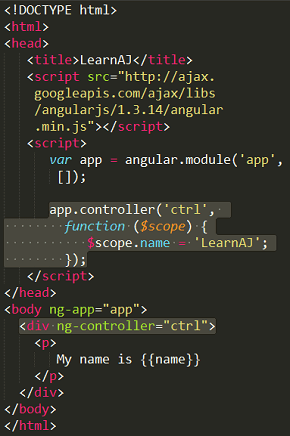 <!DOCTYPE html>
<html>
<head>
<title>LearnAJ</title>
<script src="http://ajax.
googleapis.com/ajax/libs
/angularjs/1.3.14/angular
.min.js"></script>
<script>
var app = angular.module('app',
[]);
app.controller('ctrl',
function ($scope) {
$scope.name = 'LearnAJ';
});
</script>
</head>
<body ng-app="app">
<div ng-controller="ctrl">
<p>
My name is {{name}}
</p>
</div>
</body>
</html>